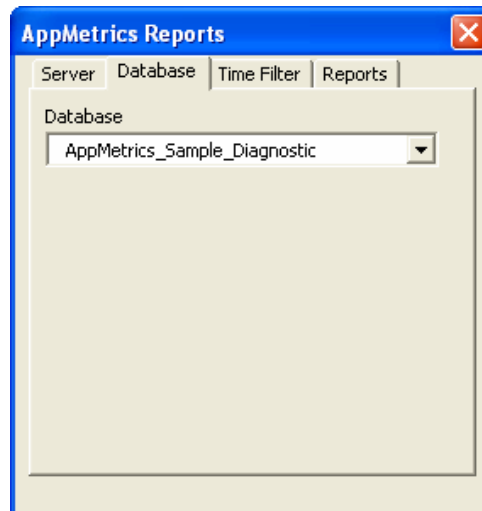 AppMetrics Reports
Server Database Time Filter Reports
Database
AppMetrics_Sample_Diagnostic